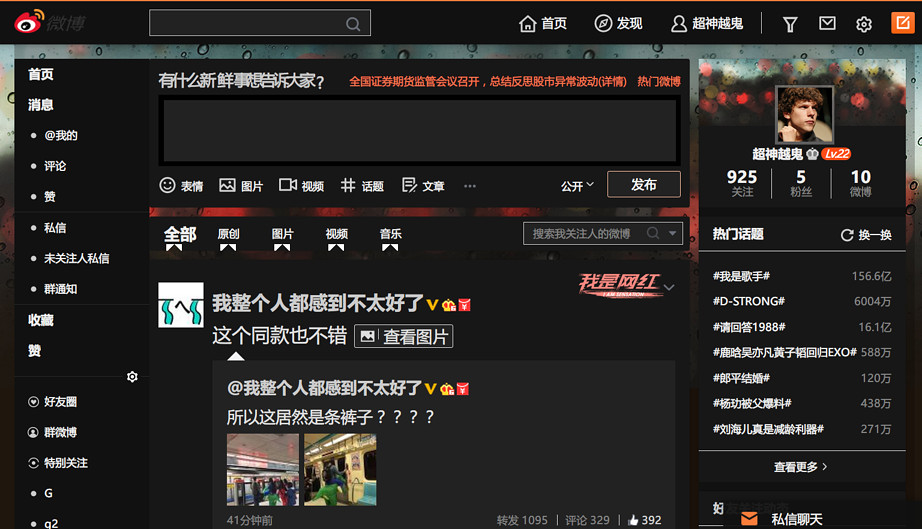 微博
首页 发现 超神越鬼
首页
消息
@我的
评论
赞
私信
未关注人私信
群通知
收藏
赞
好友圈
群微博
特别关注
G
g2
有什么新鲜事想告诉大家?
全国证券期货监管会议召开，总结反思股市异常波动(详情) 热门微博
表情 图片 视频 话题 文章 ...
公开 发布
全部 原创 图片 视频 音乐
搜索我关注人的微博
我是网红
我整个人都感到不太好了
这个同款也不错 查看图片
@我整个人都感到不太好了
所以这居然是条裤子？？？？
41分钟前
转发 1095 评论 329 392
超神越鬼 Lv22
925 5 10
关注 粉丝 微博
热门话题 换一换
#我是歌手# 156.6亿
#D-STRONG# 6004万
#请回答1988# 16.1亿
#鹿晗吴亦凡黄子韬回归EXO# 588万
#郎平结婚# 120万
#杨玏被父爆料# 438万
#刘海儿真是减龄利器# 271万
查看更多
好
私信聊天